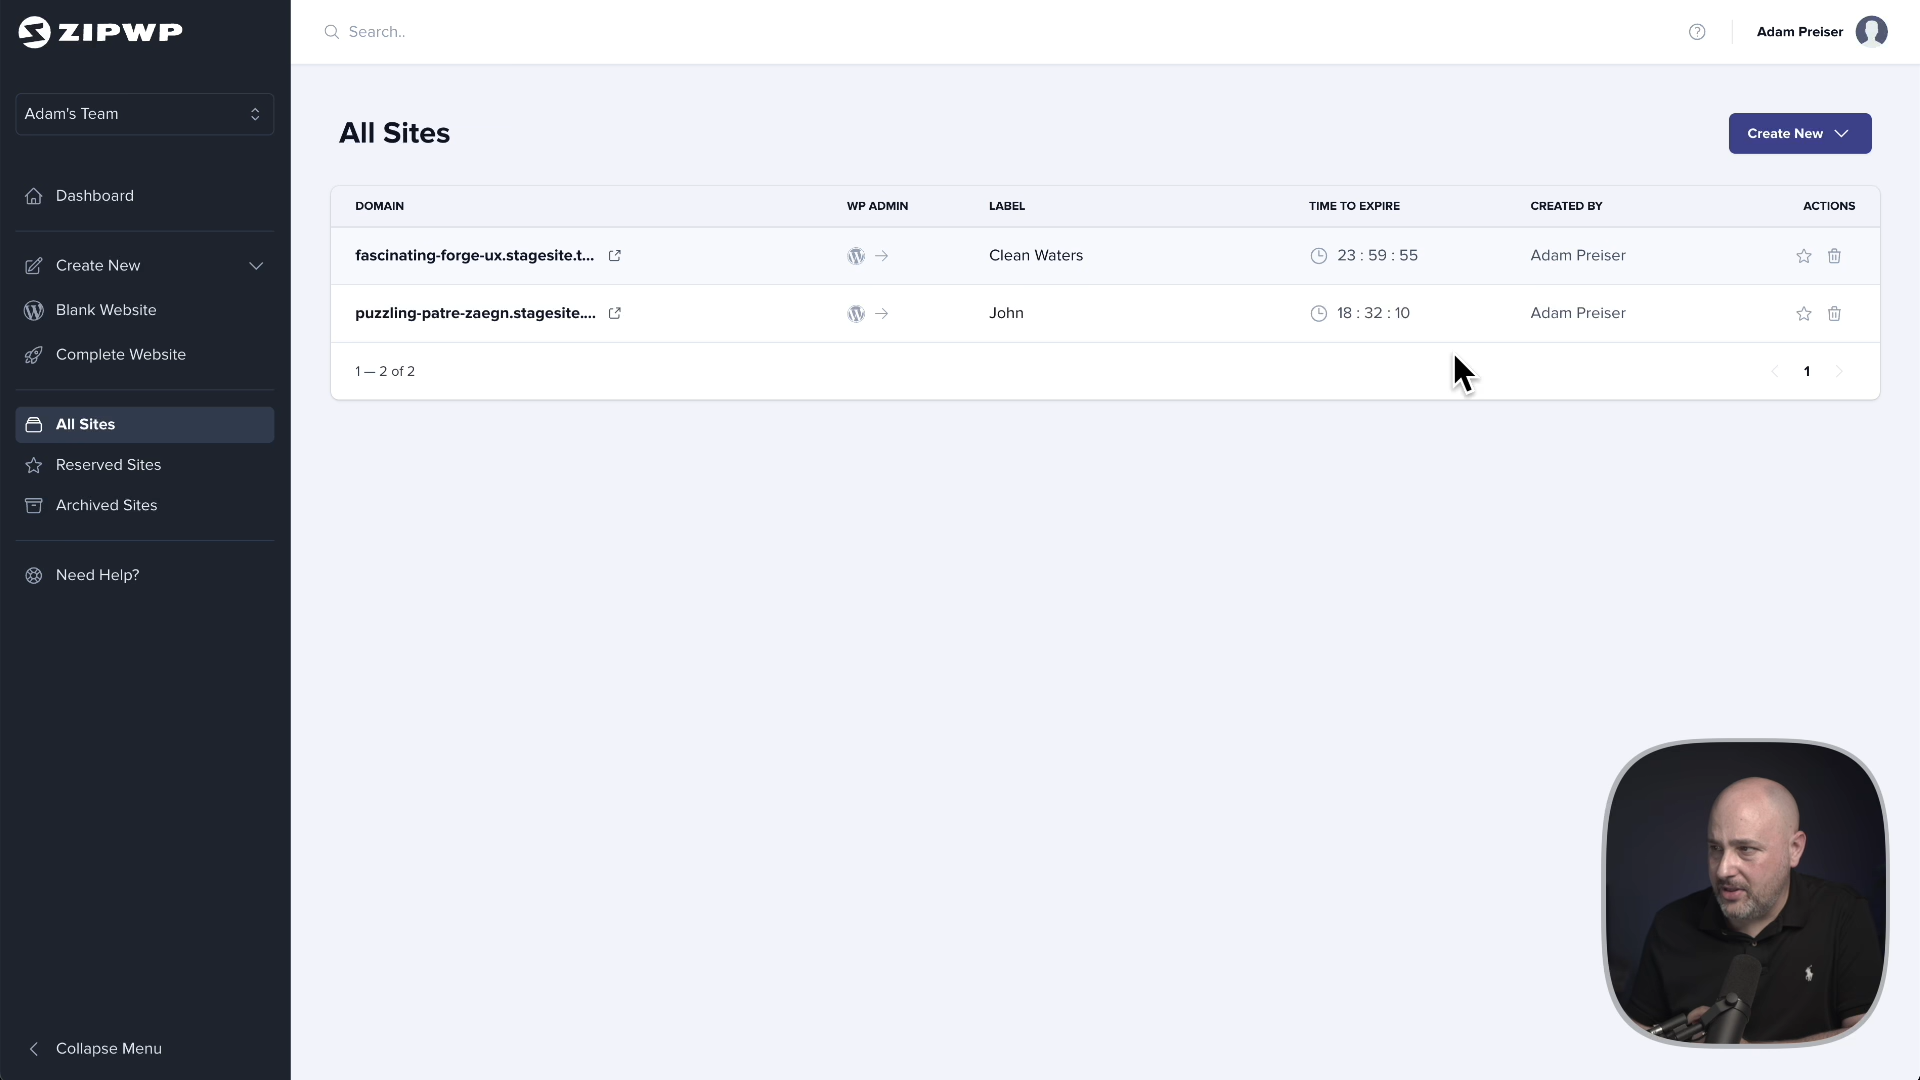 ZIPWP
Search..
Adam Preiser
Adam's Team
All Sites
Create New
Dashboard
Create New
Blank Website
Complete Website
All Sites
Reserved Sites
Archived Sites
Need Help?
Collapse Menu
DOMAIN WP ADMIN LABEL TIME TO EXPIRE CREATED BY ACTIONS
fascinating-forge-ux.stagesite.t... Clean Waters 23 : 59 : 55 Adam Preiser
puzzling-patre-zaegn.stagesite.... John 18 : 32 : 10 Adam Preiser
1 — 2 of 2 1